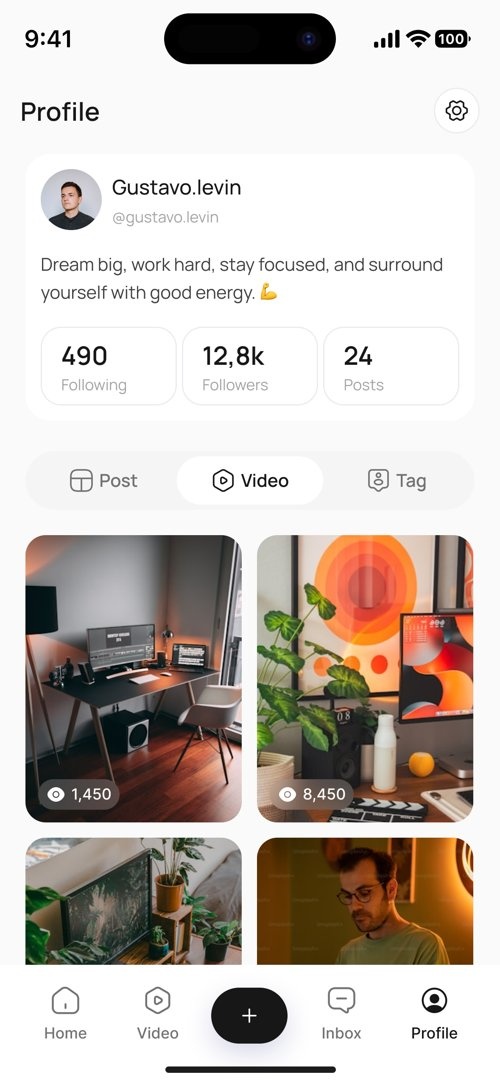 9:41
100
Profile
Gustavo.levin
@gustavo.levin
Dream big, work hard, stay focused, and surround
yourself with good energy. 💪
490
12,8k
24
Following
Followers
Posts
Post
Video
Tag
08
1,450
8,450
Home
Video
Inbox
Profile